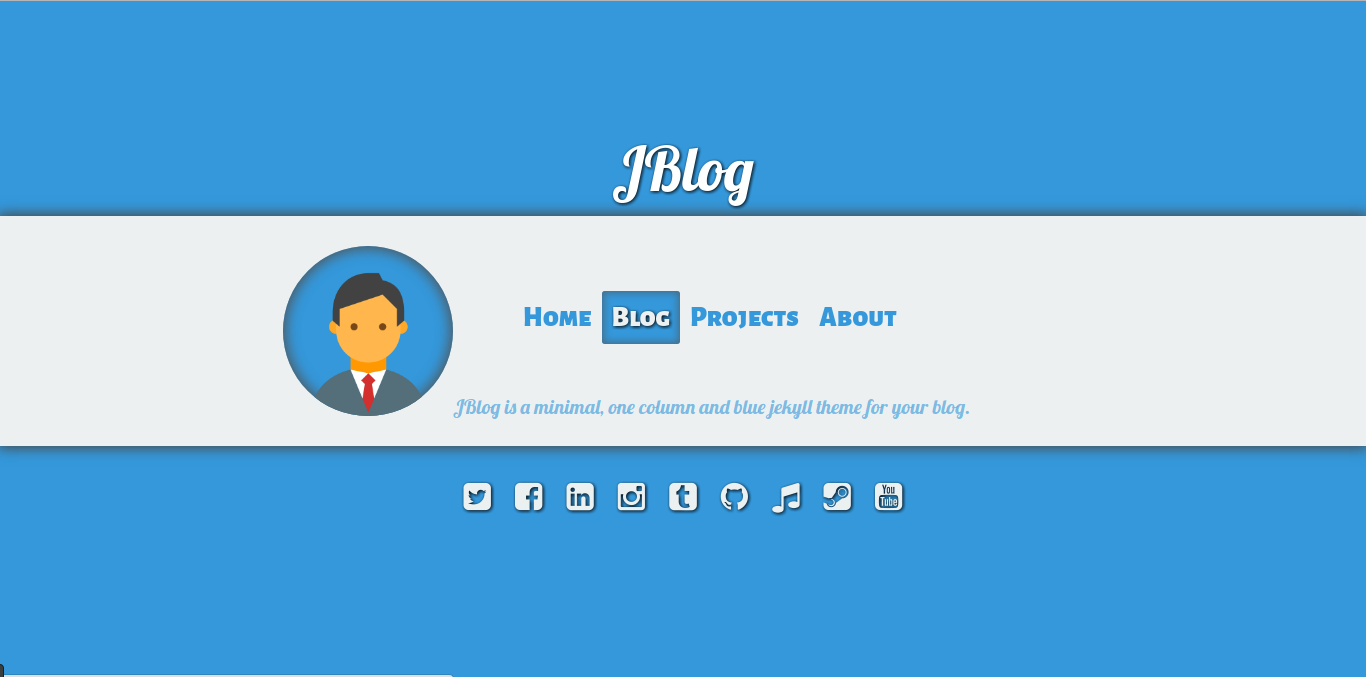 JBlog
Home Blog Projects About
JBlog is a minimal, one column and blue jekyll theme for your blog.
in t You Tube